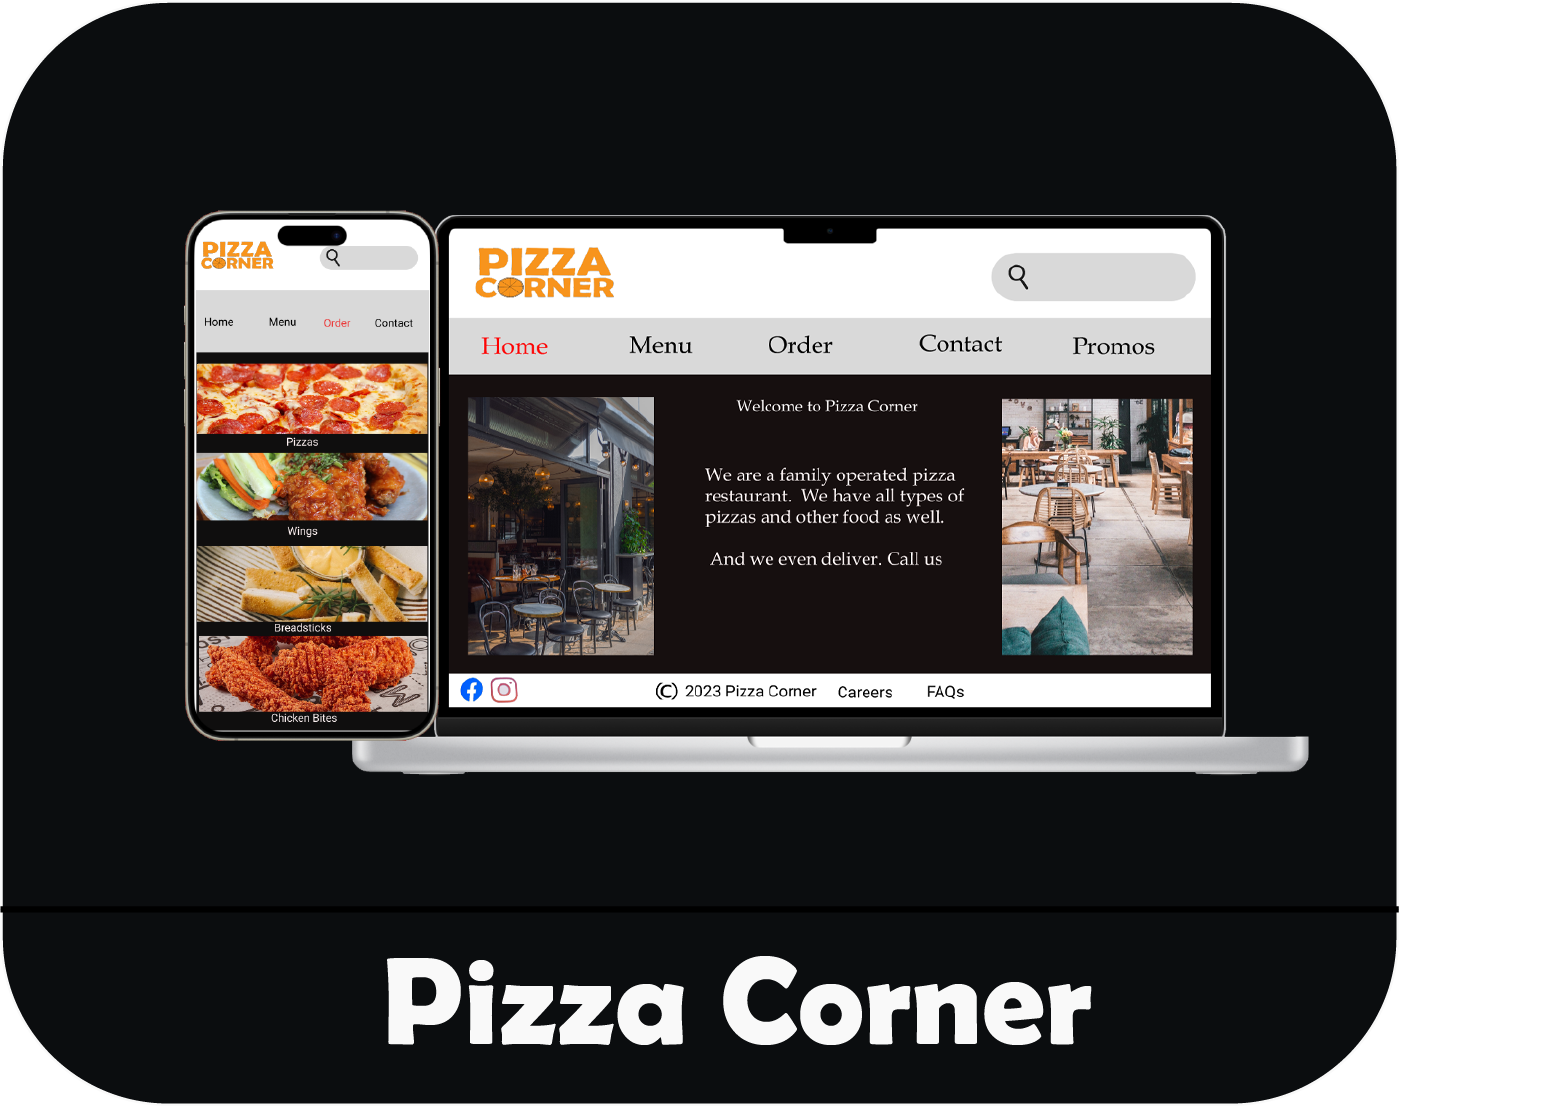 PIZZA
CORNER
Home Menu Order Contact
Pizzas
Wings
Breadsticks
Chicken Bites
PIZZA
CORNER
Home Menu Order Contact Promos
Welcome to Pizza Corner
We are a family operated pizza
restaurant. We have all types of
pizzas and other food as well.
And we even deliver. Call us
© 2023 Pizza Corner Careers FAQs
Pizza Corner